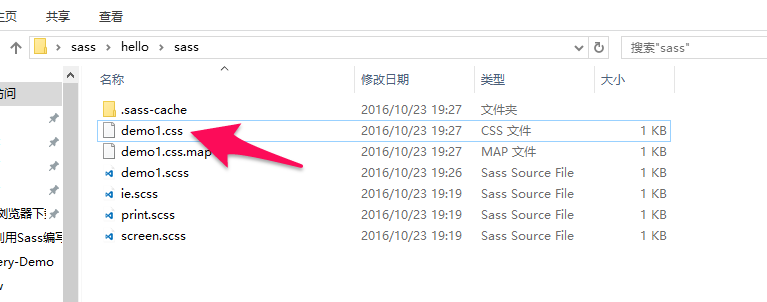 主页 共享 查看
sass hello sass 搜索"sass"
名称 修改日期 类型 大小
访问
.sass-cache 2016/10/23 19:27 文件夹
demo1.css 2016/10/23 19:27 CSS 文件 1 KB
demo1.css.map 2016/10/23 19:27 MAP 文件 1 KB
demo1.scss 2016/10/23 19:26 Sass Source File 1 KB
ie.scss 2016/10/23 19:19 Sass Source File 1 KB
浏览器下载 print.scss 2016/10/23 19:19 Sass Source File 1 KB
利用Sass编写 screen.scss 2016/10/23 19:19 Sass Source File 1 KB
ery-Demo